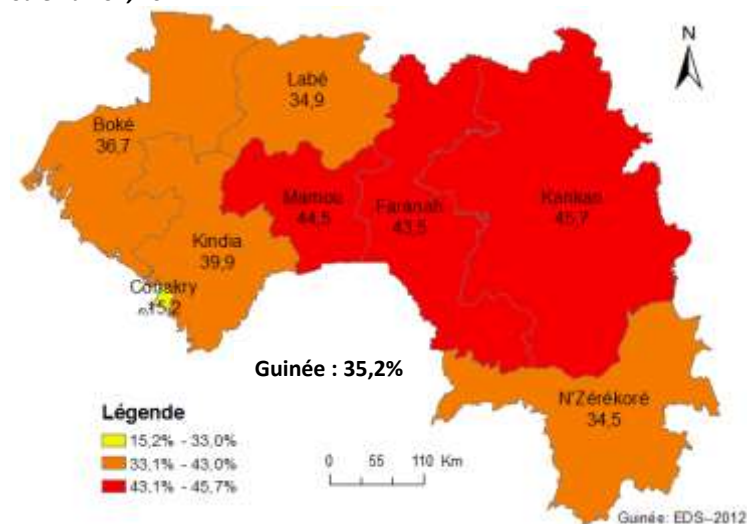 N
Labé
34,9
Boké
36,7
Mamou
44,5
Faranah
43,5
Kankan
45,7
Kindia
39,9
Conakry
15,2
Guinée : 35,2%
N'Zérékoré
34,5
Légende
15,2% - 33,0%
33,1% - 43,0%
43,1% - 45,7%
0 55 110 Km
Guinée: EDS-2012